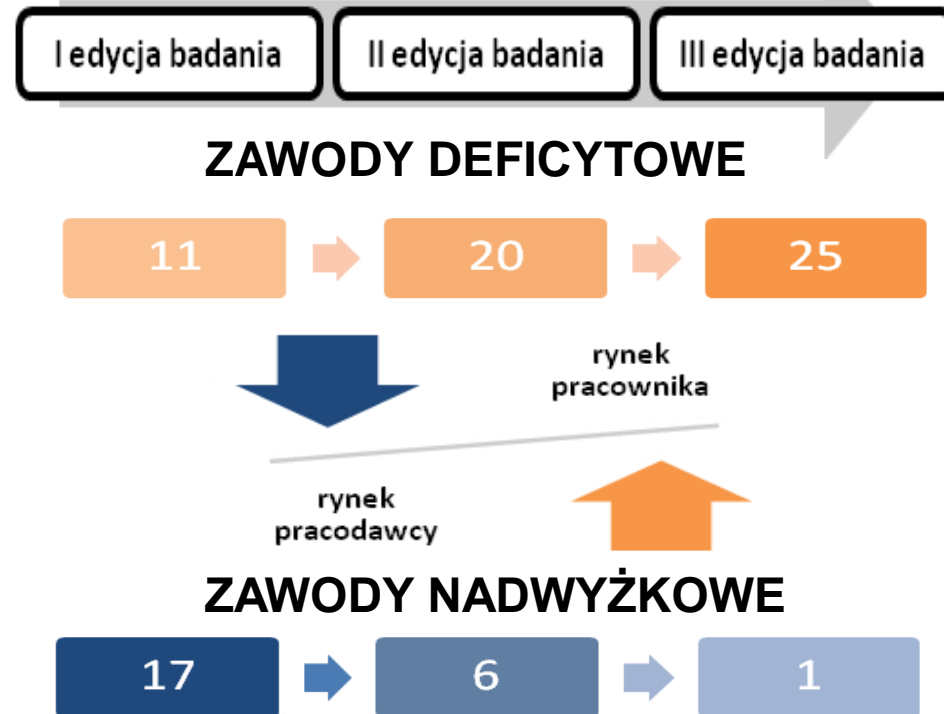 I edycja badania
II edycja badania
III edycja badania
ZAWODY DEFICYTOWE
11
20
25
rynek
pracownika
rynek
pracodawcy
ZAWODY NADWYŻKOWE
17
6
1